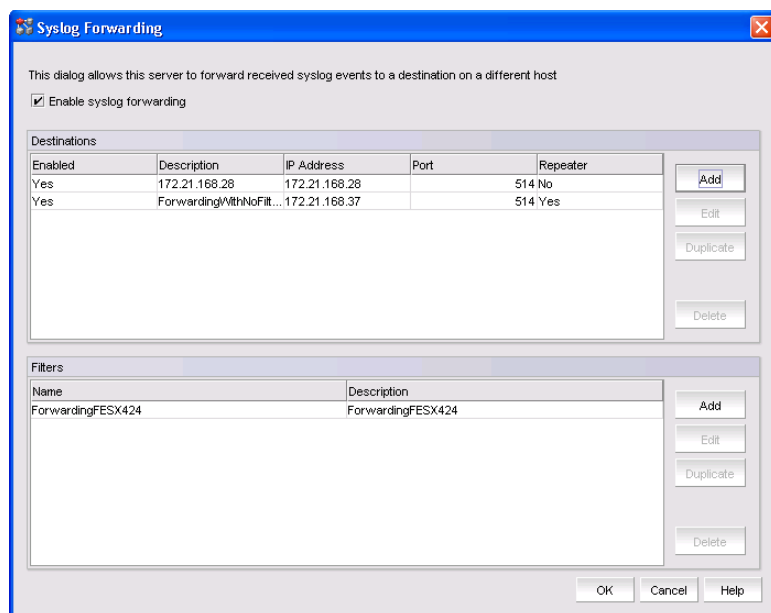 Syslog Forwarding
This dialog allows this server to forward received syslog events to a destination on a different host
Enable syslog forwarding
Destinations
Enabled Description IP Address Port Repeater
Yes 172.21.168.28 172.21.168.28 514 No
Yes ForwardingWithNoFilt... 172.21.168.37 514 Yes
Add
Edit
Duplicate
Delete
Filters
Name Description
ForwardingFESX424 ForwardingFESX424
Add
Edit
Duplicate
Delete
OK Cancel Help